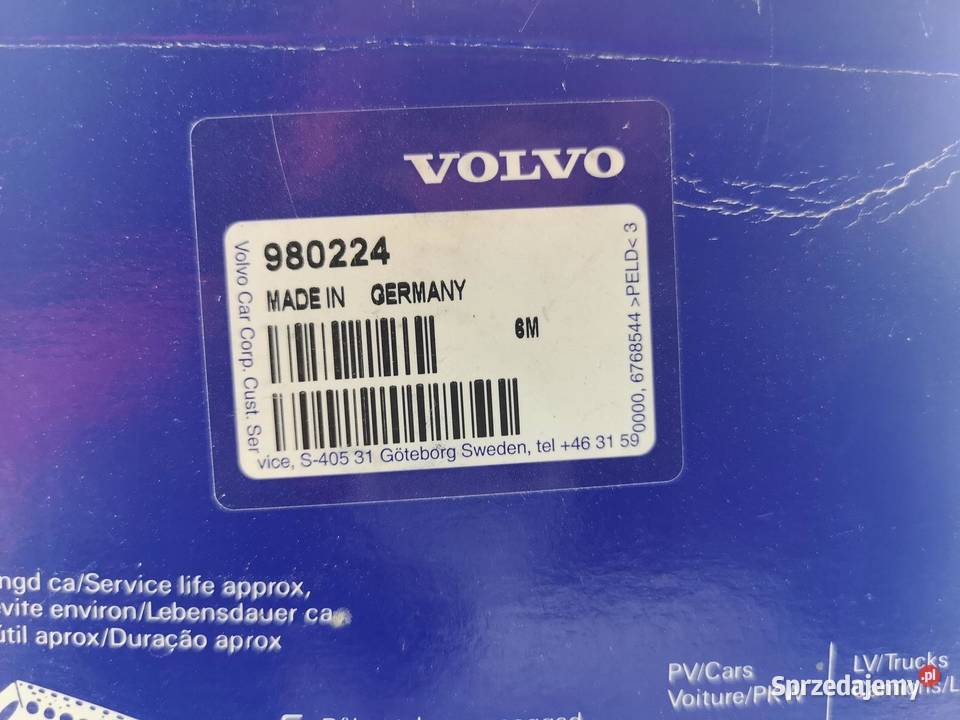 VOLVO
980224
MADE IN GERMANY
6M
Volvo Car Corp. Cust. Ser
vice, S-405 31 Göteborg Sweden, tel +46 31 59
0000, 6768544 >PELD< 3
ngd ca/Service life approx,
evite environ/Lebensdauer ca
útil aprox/Duração aprox
PV/Cars
Voiture/PKW
LV/Trucks
Sprzedajemy.pl